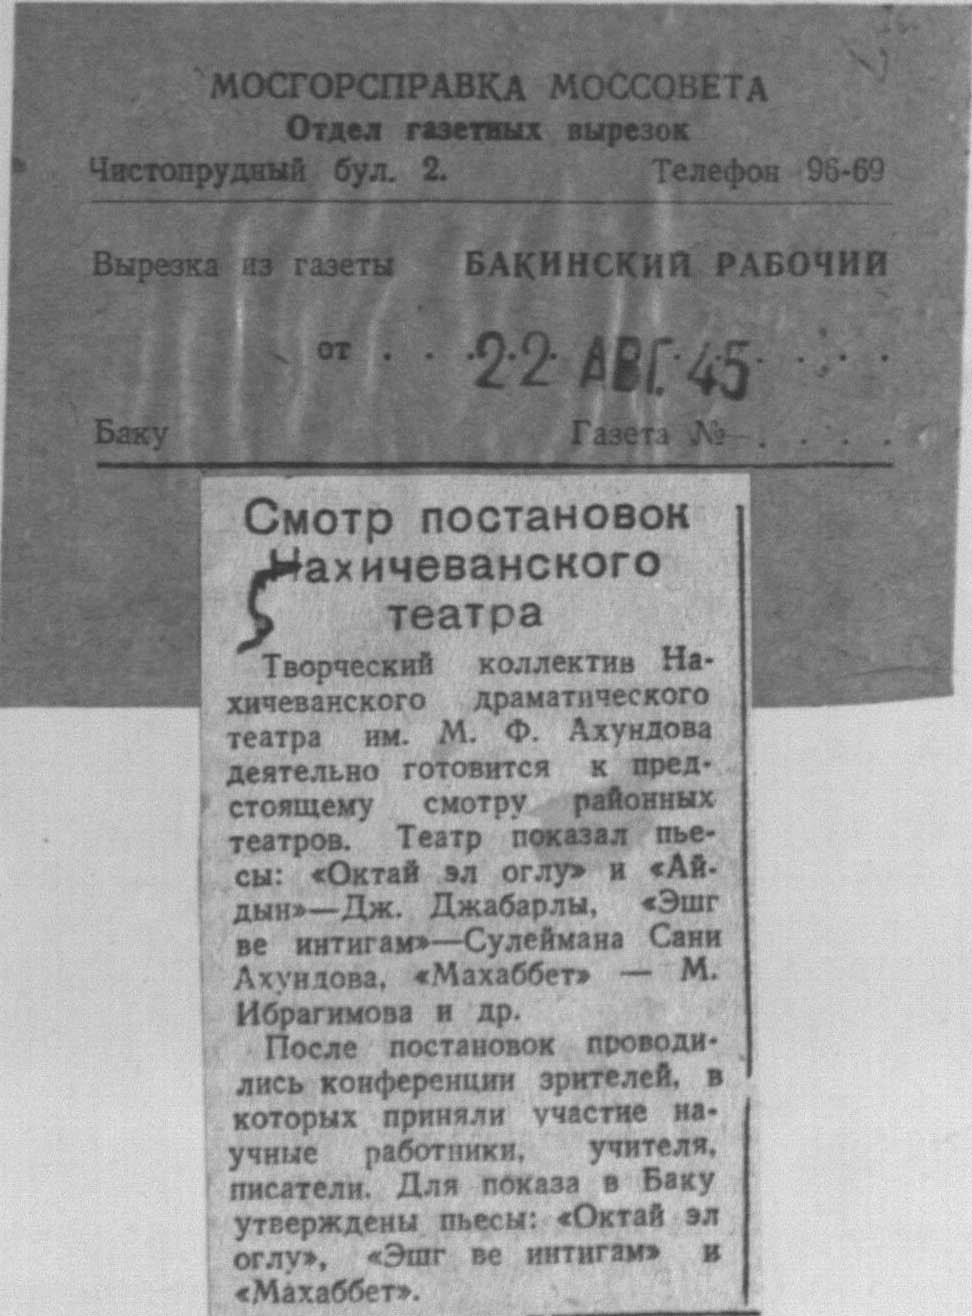 МОСГОРСПРАВКА МОССОВЕТА
Отдел газетных вырезок
Чистопрудный бул. 2. Телефон 96-69
Вырезка из газеты БАКИНСКИЙ РАБОЧИЙ
от . . . 22 АВГ. 45 . . . .
Баку Газета № . . . .
Смотр постановок
Нахичеванского
театра
Творческий коллектив На-
хичеванского драматического
театра им. М. Ф. Ахундова
деятельно готовится к пред-
стоящему смотру районных
театров. Театр показал пье-
сы: «Октай эл оглу» и «Ай-
дын»—Дж. Джабарлы, «Эшг
ве интигам»—Сулеймана Сани
Ахундова, «Махаббет» — М.
Ибрагимова и др.
После постановок проводи-
лись конференции зрителей, в
которых приняли участие на-
учные работники, учителя,
писатели. Для показа в Баку
утверждены пьесы: «Октай эл
оглу», «Эшг ве интигам» и
«Махаббет».